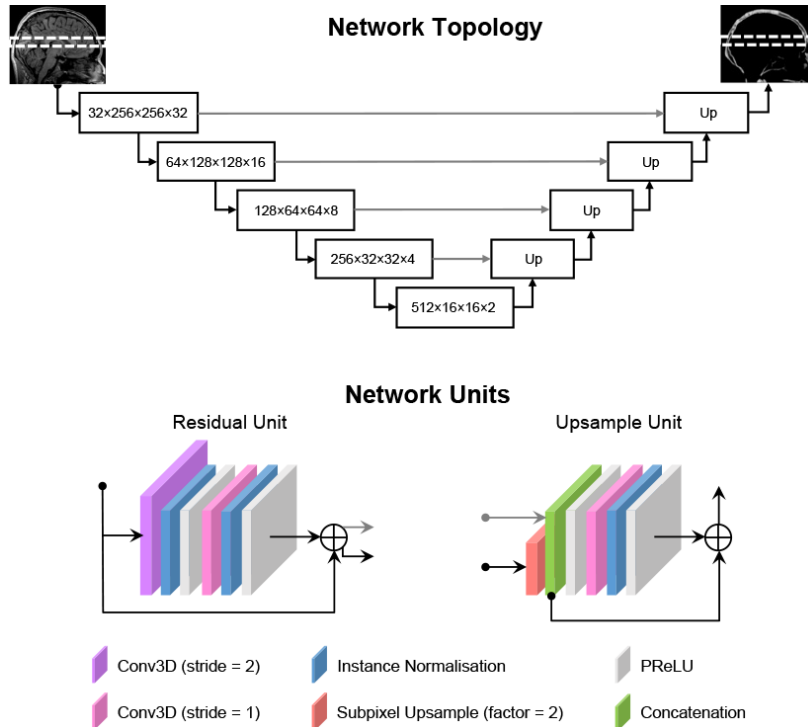 Network Topology
32×256×256×32
Up
64×128×128×16
Up
128×64×64×8
Up
256×32×32×4
Up
512×16×16×2
Network Units
Residual Unit
Upsample Unit
Conv3D (stride = 2)
Instance Normalisation
PReLU
Conv3D (stride = 1)
Subpixel Upsample (factor = 2)
Concatenation